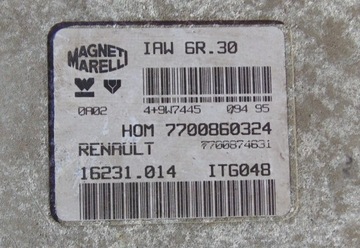 MAGNETI
MARELLI
IAW 6R.30
0A02 4+9W7445 094 95
HOM 7700860324
RENAULT 7700874631
16231.014 ITG048